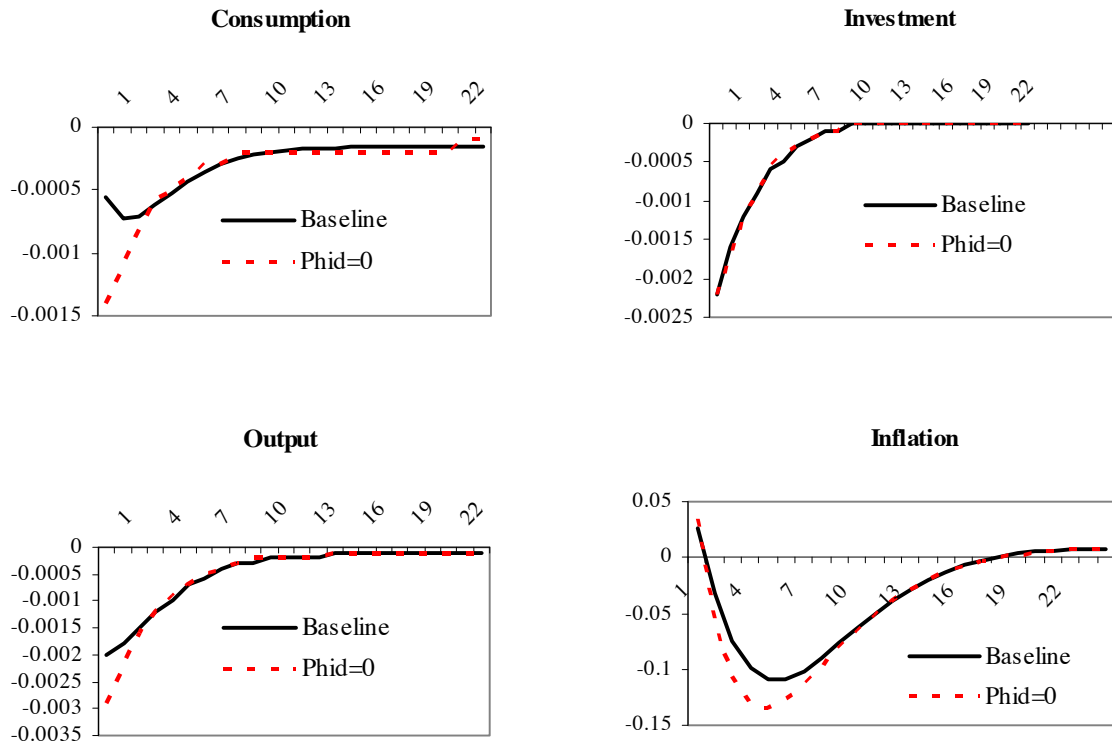 Consumption
1 4 7 10 13 16 19 22
0
-0.0005
-0.001
-0.0015
Baseline
Phid=0
Investment
1 4 7 10 13 16 19 22
0
-0.0005
-0.001
-0.0015
-0.002
-0.0025
Baseline
Phid=0
Output
1 4 7 10 13 16 19 22
0
-0.0005
-0.001
-0.0015
-0.002
-0.0025
-0.003
-0.0035
Baseline
Phid=0
Inflation
0.05
0
-0.05
-0.1
-0.15
1 4 7 10 13 16 19 22
Baseline
Phid=0